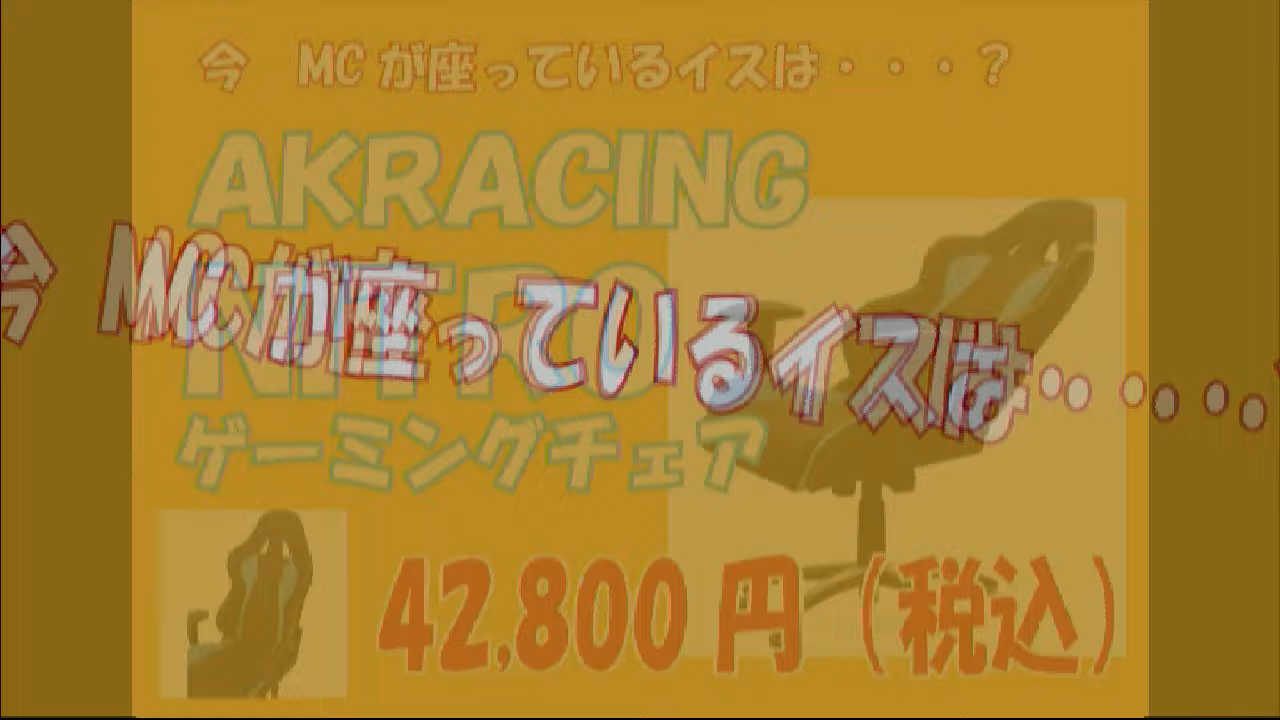 今 MCが座っているイスは・・・?
AKRACING
今 MCが座っているイスは・・・
NITRO
ゲーミングチェア
42,800円(税込)